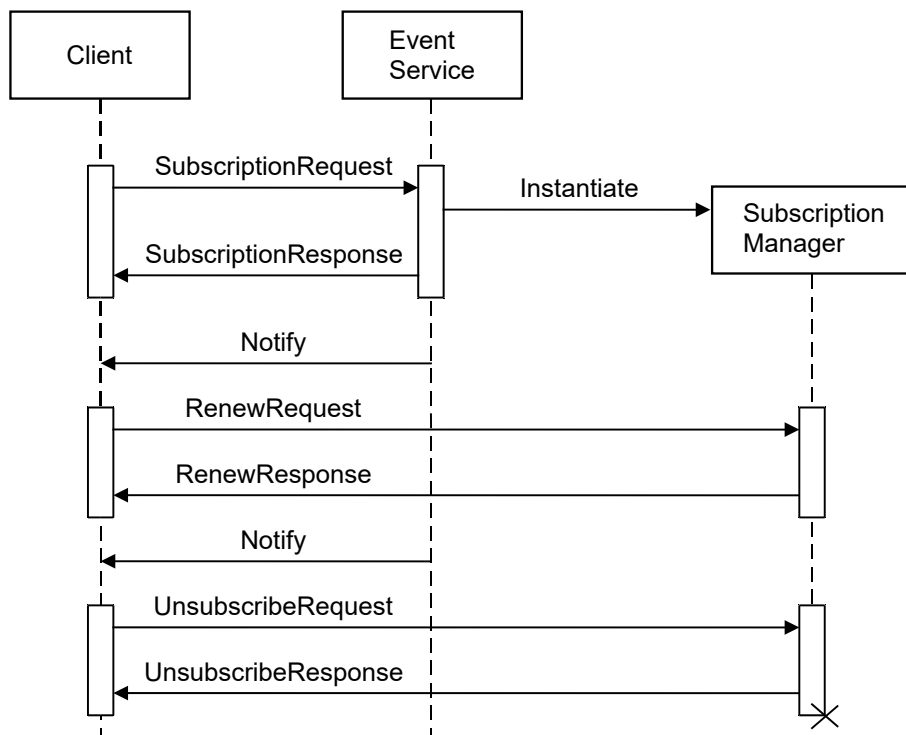 Client
Event
Service
SubscriptionRequest
Instantiate
Subscription
Manager
SubscriptionResponse
Notify
RenewRequest
RenewResponse
Notify
UnsubscribeRequest
UnsubscribeResponse